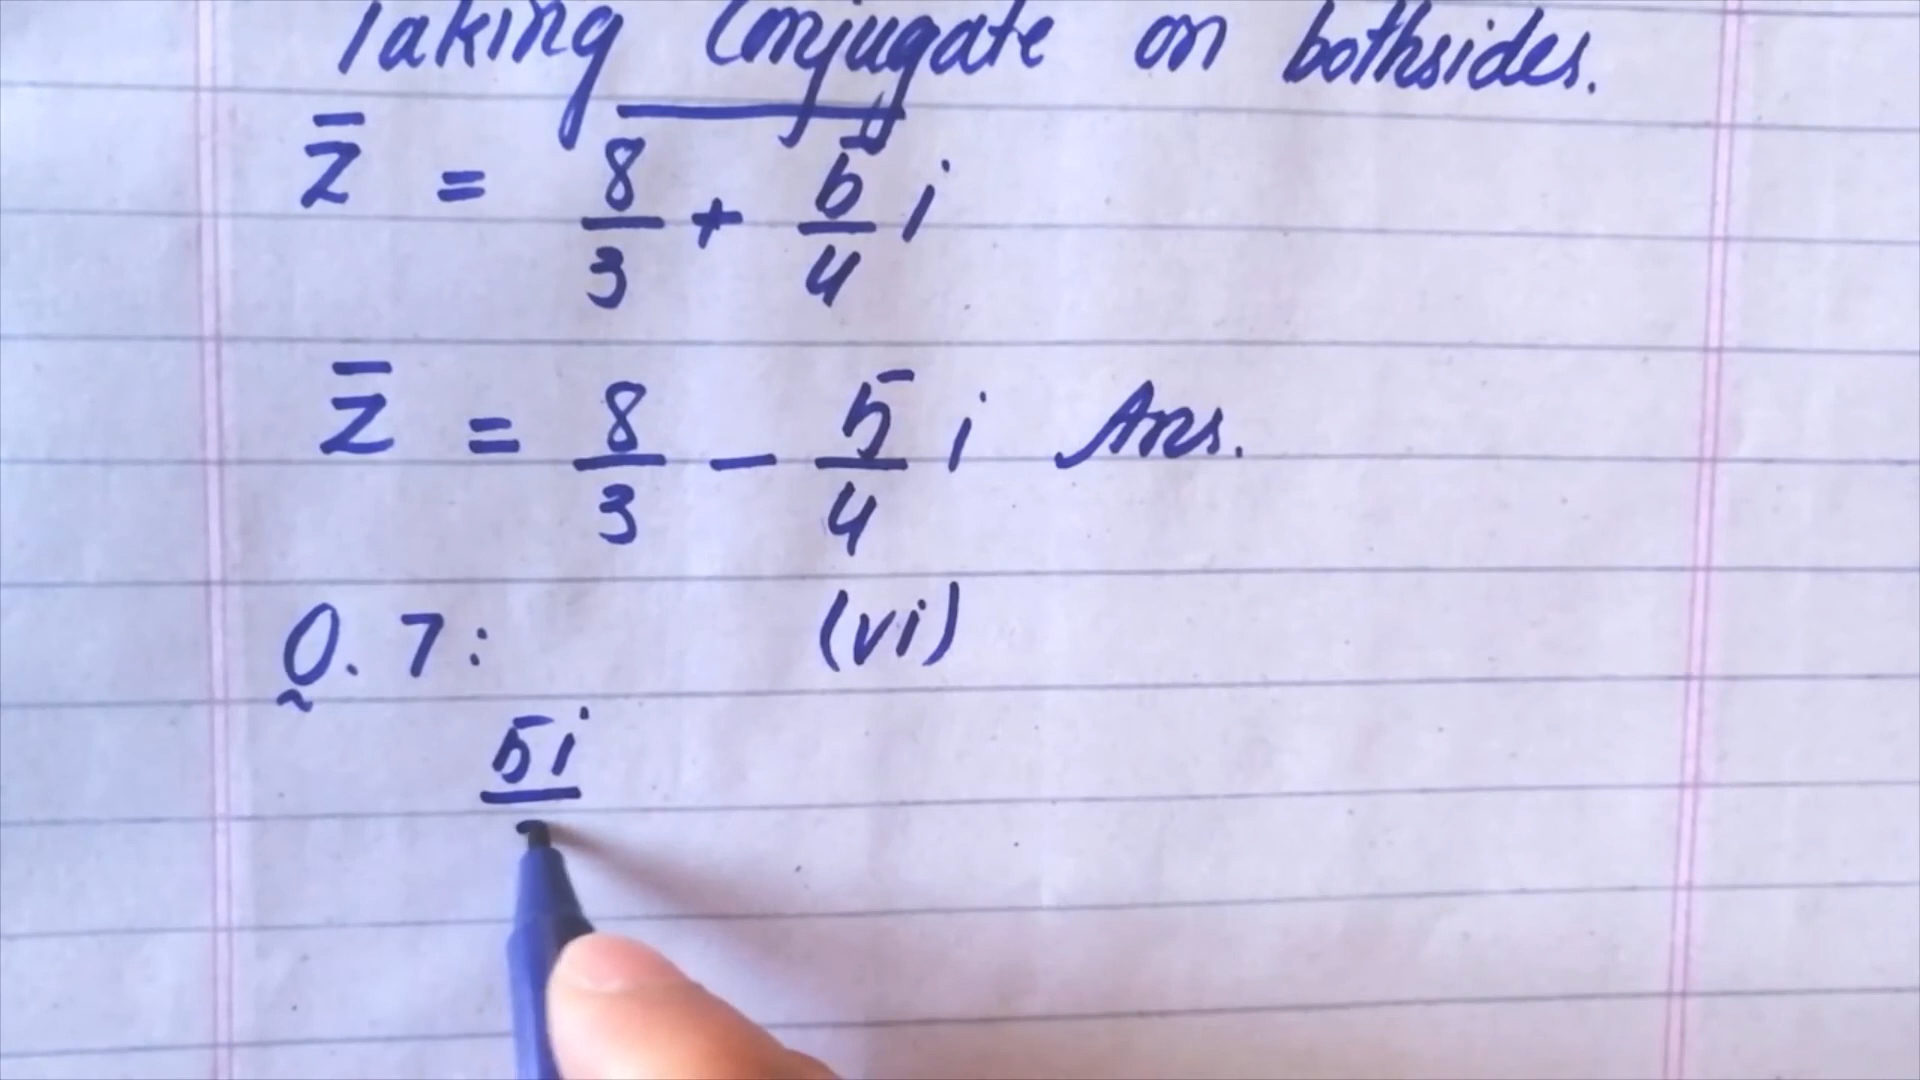 Taking Conjugate on bothsides.
z̄ = 8/3 + 5/4 i
z̄ = 8/3 - 5/4 i Ans.
Q.7: (vi)
5i